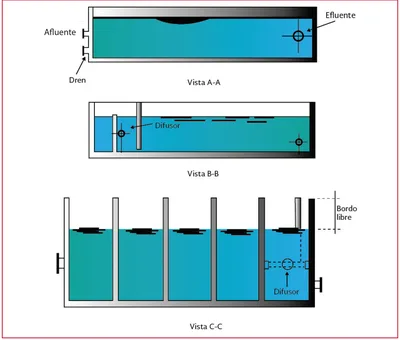 Efluente
Afluente
Dren
Vista A-A
Difusor
Vista B-B
Bordo
libre
Difusor
Vista C-C